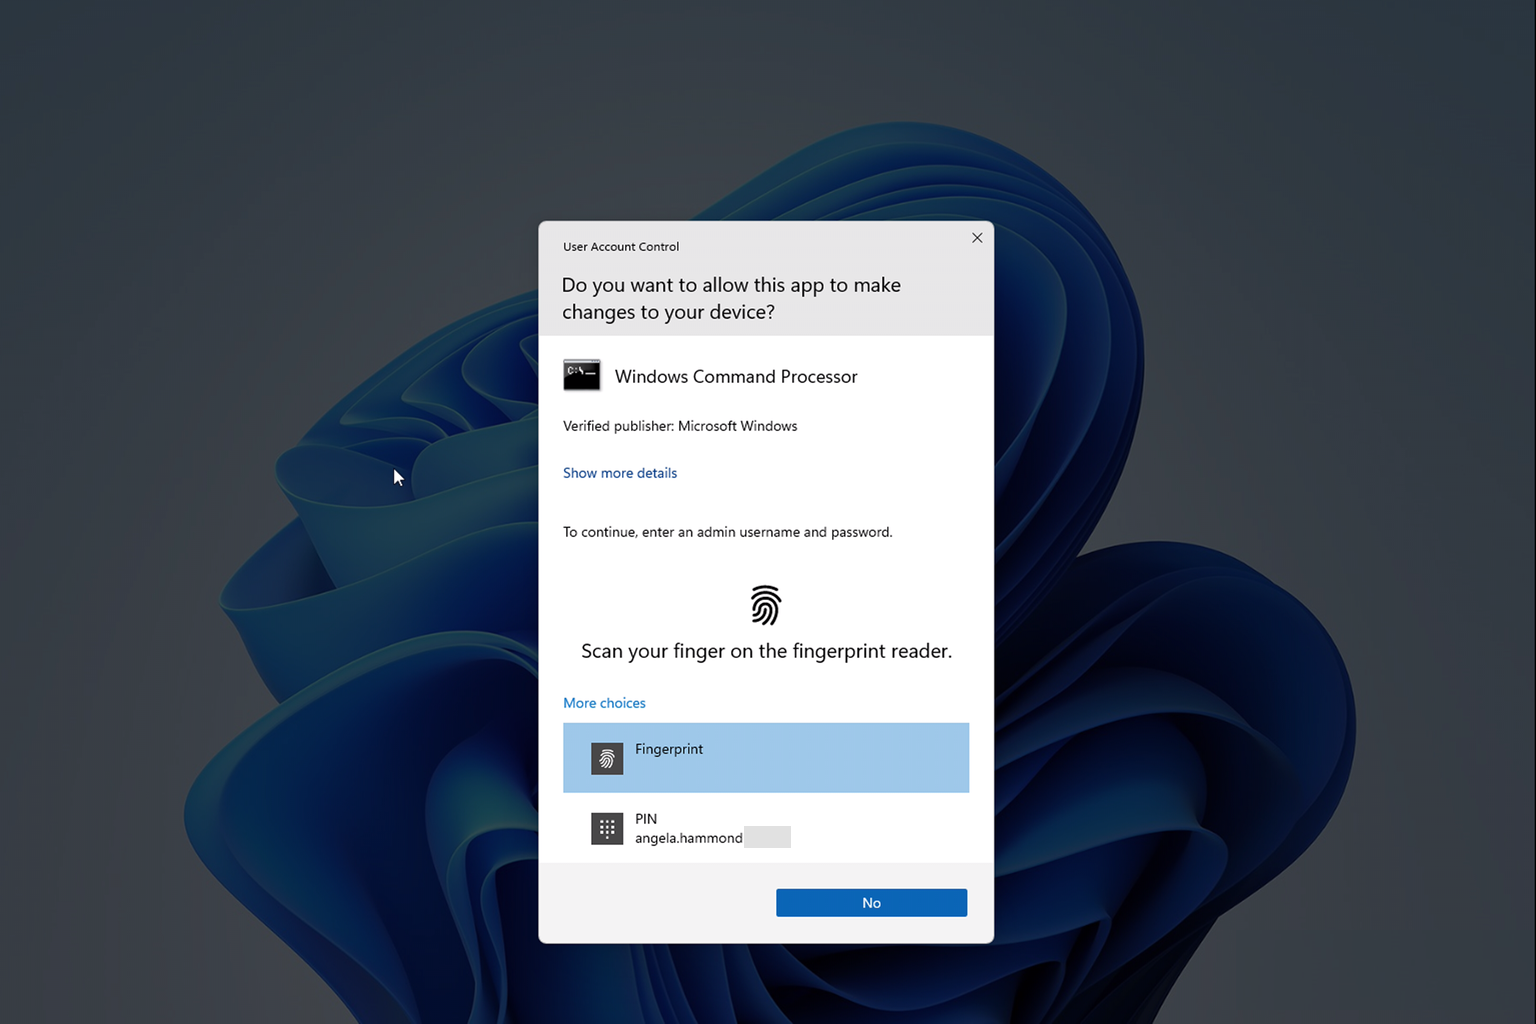 User Account Control
Do you want to allow this app to make
changes to your device?
C:\_
Windows Command Processor
Verified publisher: Microsoft Windows
Show more details
To continue, enter an admin username and password.
Scan your finger on the fingerprint reader.
More choices
Fingerprint
PIN
angela.hammond
No